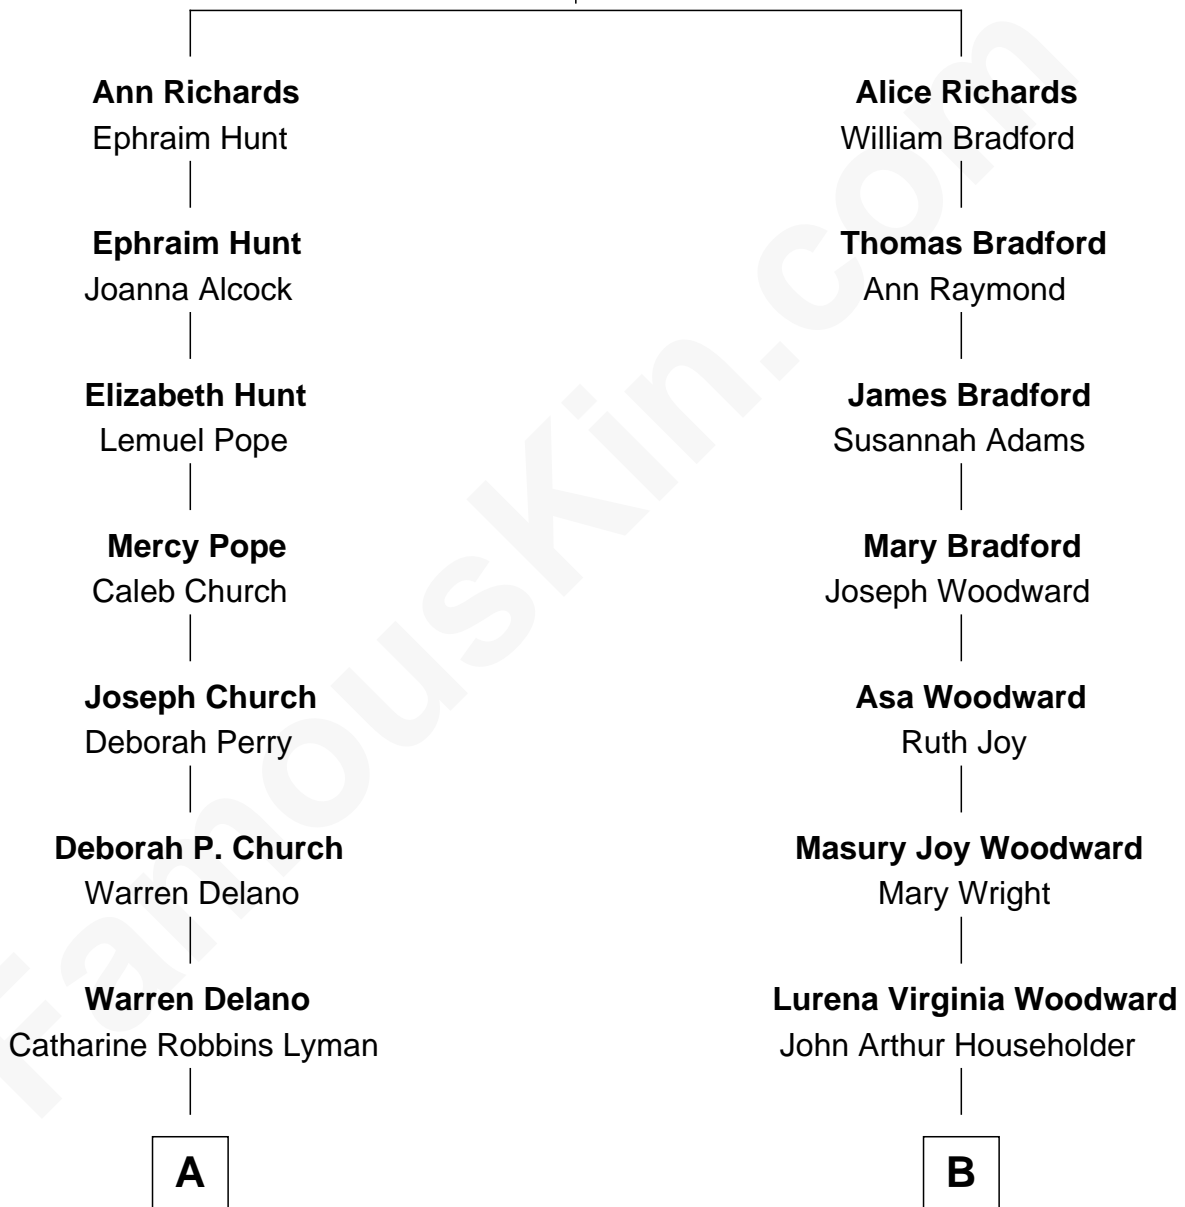 Ann Richards
Ephraim Hunt
Ephraim Hunt
Joanna Alcock
Elizabeth Hunt
Lemuel Pope
Mercy Pope
Caleb Church
Joseph Church
Deborah Perry
Deborah P. Church
Warren Delano
Warren Delano
Catharine Robbins Lyman
A
Alice Richards
William Bradford
Thomas Bradford
Ann Raymond
James Bradford
Susannah Adams
Mary Bradford
Joseph Woodward
Asa Woodward
Ruth Joy
Masury Joy Woodward
Mary Wright
Lurena Virginia Woodward
John Arthur Householder
B
FamousKin.com